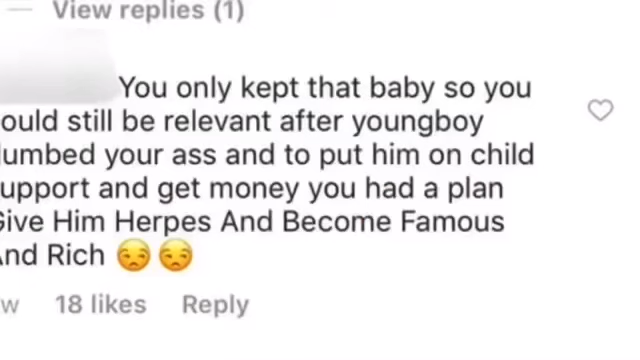 View replies (1)
You only kept that baby so you
ould still be relevant after youngboy
umbed your ass and to put him on child
upport and get money you had a plan
Give Him Herpes And Become Famous
And Rich 😒😒
w 18 likes Reply